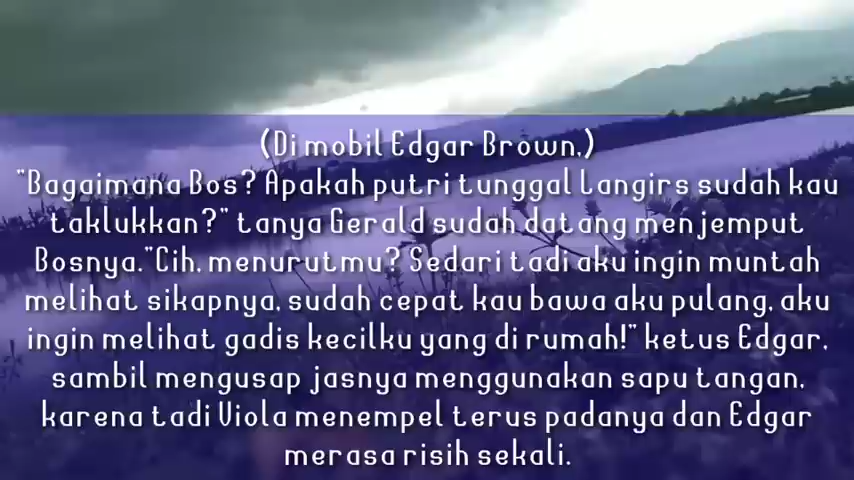 (Di mobil Edgar Brown,)
"Bagaimana Bos? Apakah putri tunggal Langirs sudah kau
taklukkan?" tanya Gerald sudah datang menjemput
Bosnya."Cih, menurutmu? Sedari tadi aku ingin muntah
melihat sikapnya, sudah cepat kau bawa aku pulang, aku
ingin melihat gadis kecilku yang di rumah!" ketus Edgar,
sambil mengusap jasnya menggunakan sapu tangan,
karena tadi Viola menempel terus padanya dan Edgar
merasa risih sekali.